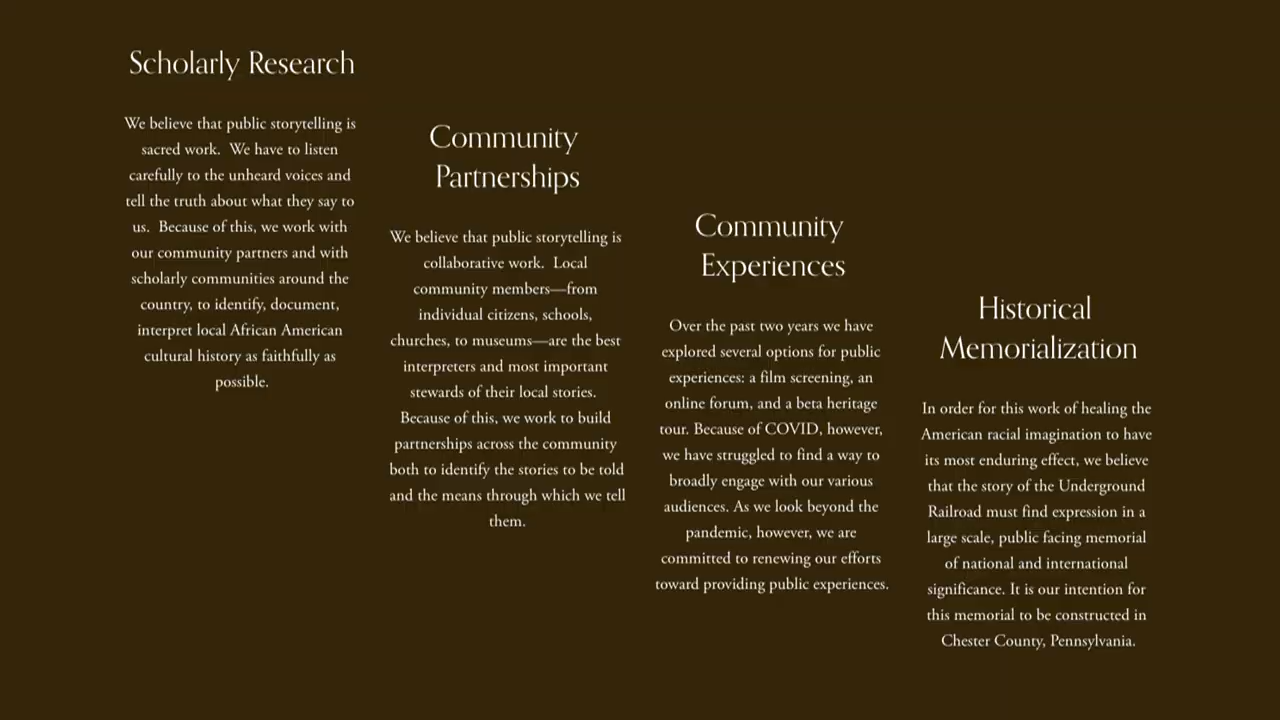 Scholarly Research
We believe that public storytelling is
sacred work.  We have to listen
carefully to the unheard voices and
tell the truth about what they say to
us.  Because of this, we work with
our community partners and with
scholarly communities around the
country, to identify, document,
interpret local African American
cultural history as faithfully as
possible.
Community
Partnerships
We believe that public storytelling is
collaborative work.  Local
community members—from
individual citizens, schools,
churches, to museums—are the best
interpreters and most important
stewards of their local stories.
Because of this, we work to build
partnerships across the community
both to identify the stories to be told
and the means through which we tell
them.
Community
Experiences
Over the past two years we have
explored several options for public
experiences: a film screening, an
online forum, and a beta heritage
tour. Because of COVID, however,
we have struggled to find a way to
broadly engage with our various
audiences. As we look beyond the
pandemic, however, we are
committed to renewing our efforts
toward providing public experiences.
Historical
Memorialization
In order for this work of healing the
American racial imagination to have
its most enduring effect, we believe
that the story of the Underground
Railroad must find expression in a
large scale, public facing memorial
of national and international
significance. It is our intention for
this memorial to be constructed in
Chester County, Pennsylvania.